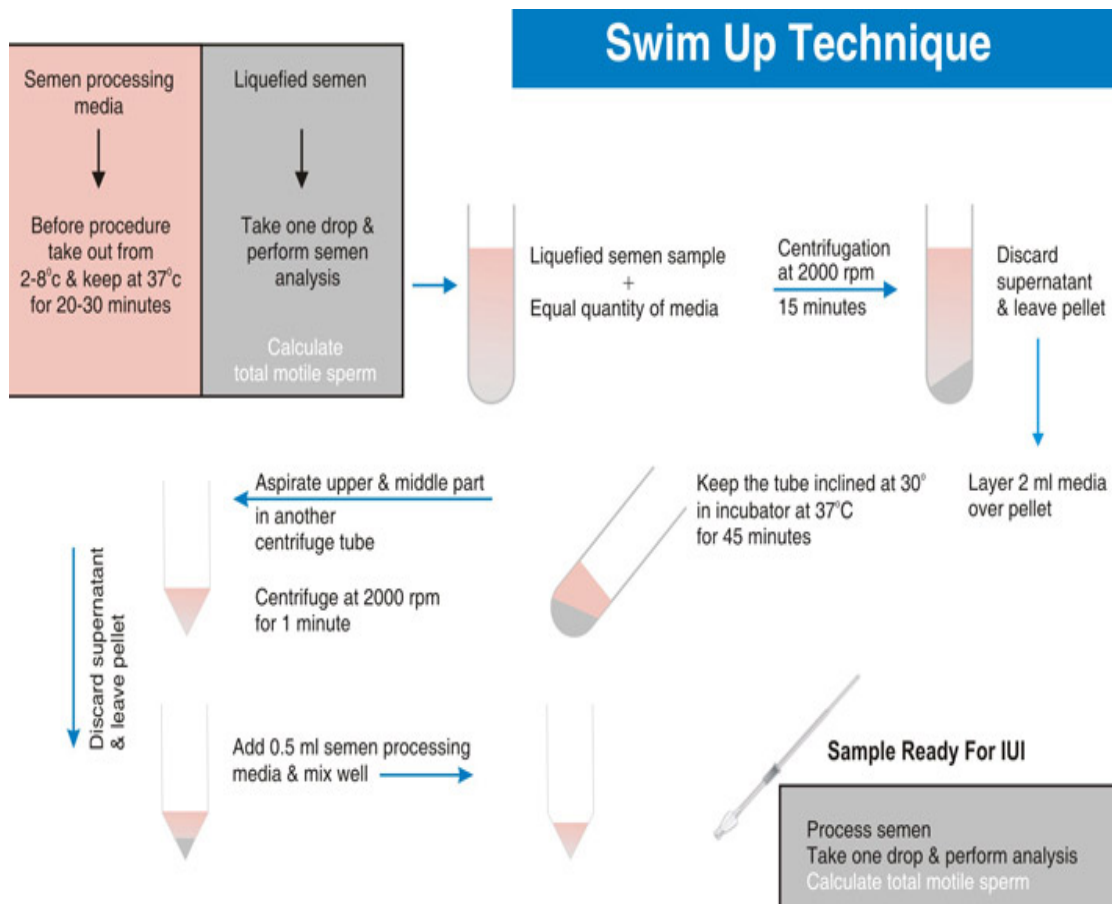 Swim Up Technique
Semen processing
media
Before procedure
take out from
2-8°c & keep at 37°c
for 20-30 minutes
Liquefied semen
Take one drop &
perform semen
analysis
Calculate
total motile sperm
Liquefied semen sample
+
Equal quantity of media
Centrifugation
at 2000 rpm
15 minutes
Discard
supernatant
& leave pellet
Layer 2 ml media
over pellet
Keep the tube inclined at 30°
in incubator at 37°C
for 45 minutes
Aspirate upper & middle part
in another
centrifuge tube
Centrifuge at 2000 rpm
for 1 minute
Discard supernatant
& leave pellet
Add 0.5 ml semen processing
media & mix well
Sample Ready For IUI
Process semen
Take one drop & perform analysis
Calculate total motile sperm